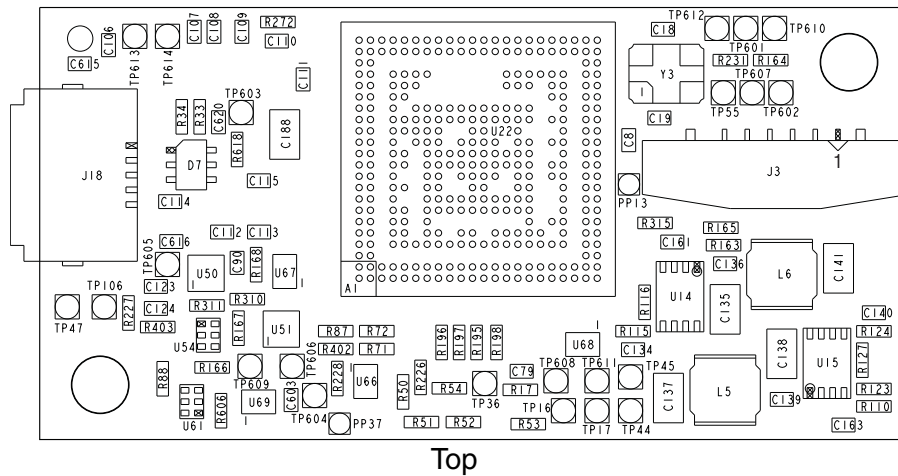 C615
C106
TP613
TP614
C107
C108
C109
R272
C110
C111
TP612
C18
TP610
TP601
R231
R164
Y3
1
TP607
TP55
TP602
R34
R33
C620
TP603
C188
R618
U22
C19
C8
J18
D7
C115
C114
1
J3
PP13
R315
R165
C161
R163
C136
L6
C141
C112
C113
C616
TP605
C90
R168
U67
U50
A1
U14
C135
R116
TP106
TP47
R227
C123
C124
R403
R311
R310
R167
U51
U54
R87
R72
R402
R71
R196
R197
R195
R198
U68
R115
C134
C138
U15
C140
R124
R127
R123
R110
C139
C163
R88
R166
TP609
TP606
R228
U66
R50
R226
R54
TP36
C79
R17
TP608
TP611
TP45
C137
L5
U61
R606
U69
C603
TP604
PP37
R51
R52
R53
TP16
TP17
TP44
Top